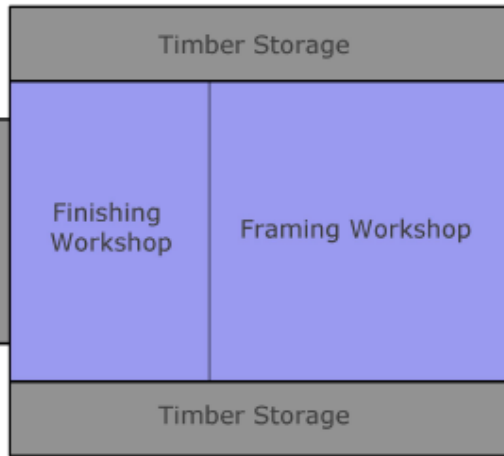 Timber Storage
Finishing
Workshop
Framing Workshop
Timber Storage